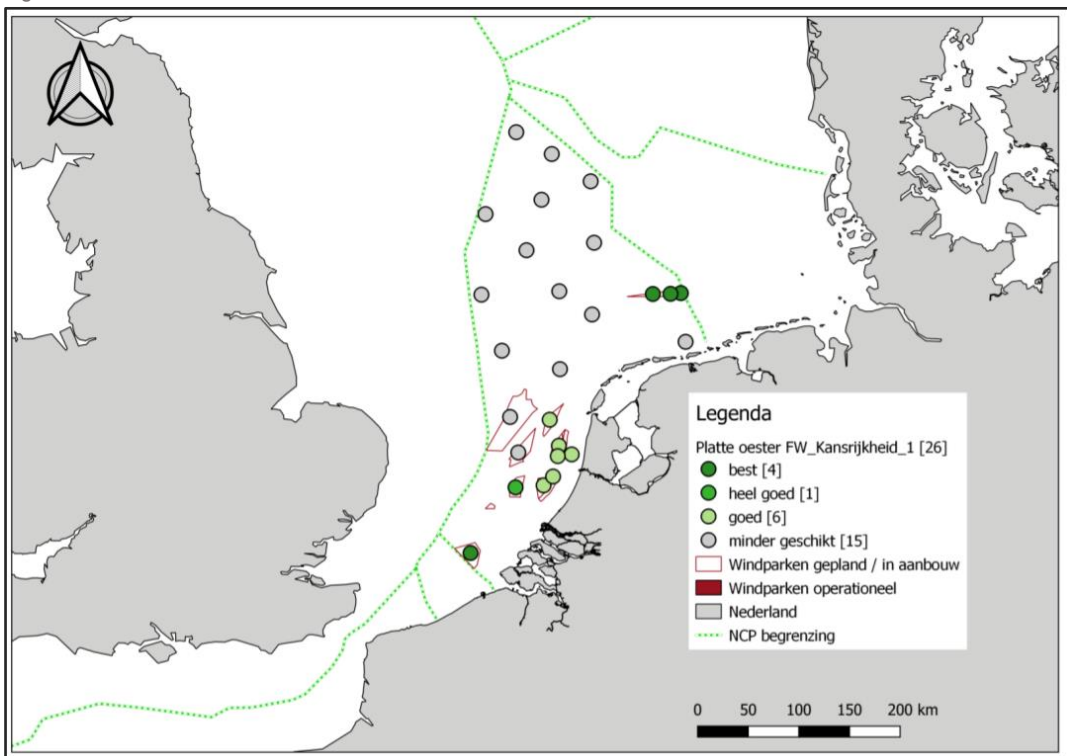 Legenda
Platte oester FW_Kansrijkheid_1 [26]
best [4]
heel goed [1]
goed [6]
minder geschikt [15]
Windparken gepland / in aanbouw
Windparken operationeel
Nederland
NCP begrenzing
0 50 100 150 200 km